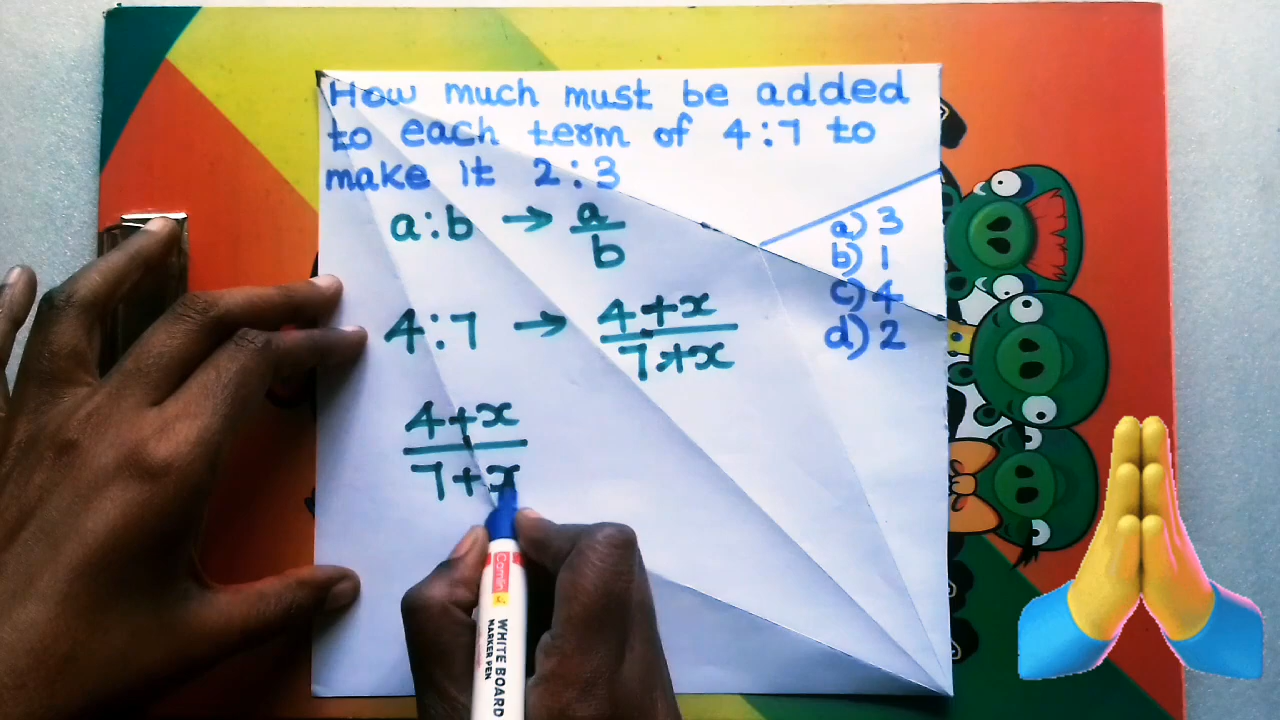 How much must be added
to each term of 4:7 to
make it 2:3
a:b → a/b
a) 3
b) 1
c) 4
d) 2
4:7 → 4+x/7+x
4+x/7+x
Camlin
WHITE BOARD
MARKER PEN